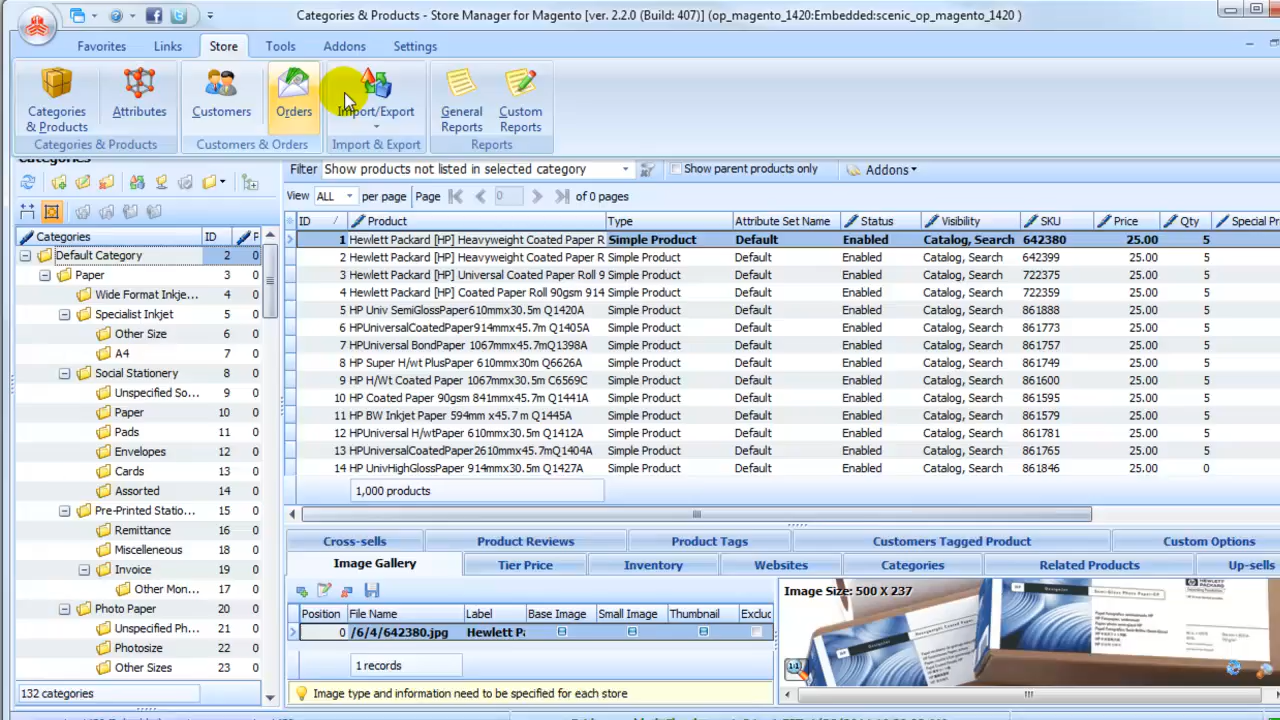 Categories & Products - Store Manager for Magento [ver. 2.2.0 (Build: 407)] (op_magento_1420:Embedded:scenic_op_magento_1420 )
Favorites Links Store Tools Addons Settings
Categories & Products Attributes Customers Orders Import/Export General Reports Custom Reports
Categories & Products Customers & Orders Import & Export Reports
Categories
Filter Show products not listed in selected category Show parent products only Addons
View ALL per page Page 0 of 0 pages
Categories ID
Default Category 2 0
Paper 3 0
Wide Format Inkje... 4 0
Specialist Inkjet 5 0
Other Size 6 0
A4 7 0
Social Stationery 8 0
Unspecified So... 9 0
Paper 10 0
Pads 11 0
Envelopes 12 0
Cards 13 0
Assorted 14 0
Pre-Printed Statio... 15 0
Remittance 16 0
Miscellaneous 18 0
Invoice 19 0
Other Mon... 17 0
Photo Paper 20 0
Unspecified Ph... 21 0
Photosize 22 0
Other Sizes 23 0
132 categories
ID Product Type Attribute Set Name Status Visibility SKU Price Qty Special Pr
1 Hewlett Packard [HP] Heavyweight Coated Paper R Simple Product Default Enabled Catalog, Search 642380 25.00 5
2 Hewlett Packard [HP] Heavyweight Coated Paper R Simple Product Default Enabled Catalog, Search 642399 25.00 5
3 Hewlett Packard [HP] Universal Coated Paper Roll 9 Simple Product Default Enabled Catalog, Search 722375 25.00 5
4 Hewlett Packard [HP] Coated Paper Roll 90gsm 914 Simple Product Default Enabled Catalog, Search 722359 25.00 5
5 HP Univ SemiGlossPaper610mmx30.5m Q1420A Simple Product Default Enabled Catalog, Search 861888 25.00 5
6 HPUniversalCoatedPaper914mmx45.7m Q1405A Simple Product Default Enabled Catalog, Search 861773 25.00 5
7 HPUniversal BondPaper 1067mmx45.7mQ1398A Simple Product Default Enabled Catalog, Search 861757 25.00 5
8 HP Super H/wt PlusPaper 610mmx30m Q6626A Simple Product Default Enabled Catalog, Search 861749 25.00 5
9 HP H/Wt Coated Paper 1067mmx30.5m C6569C Simple Product Default Enabled Catalog, Search 861600 25.00 5
10 HP Coated Paper 90gsm 841mmx45.7m Q1441A Simple Product Default Enabled Catalog, Search 861595 25.00 5
11 HP BW Inkjet Paper 594mm x45.7 m Q1445A Simple Product Default Enabled Catalog, Search 861579 25.00 5
12 HPUniversal H/wtPaper 610mmx30.5m Q1412A Simple Product Default Enabled Catalog, Search 861781 25.00 5
13 HPUniversalCoatedPaper2610mmx45.7mQ1404A Simple Product Default Enabled Catalog, Search 861765 25.00 5
14 HP UnivHighGlossPaper 914mmx30.5m Q1427A Simple Product Default Enabled Catalog, Search 861846 25.00 0
1,000 products
Cross-sells Product Reviews Product Tags Customers Tagged Product Custom Options
Image Gallery Tier Price Inventory Websites Categories Related Products Up-sells
Position File Name Label Base Image Small Image Thumbnail Exclu
0 /6/4/642380.jpg Hewlett P
1 records
Image type and information need to be specified for each store
Image Size: 500 X 237